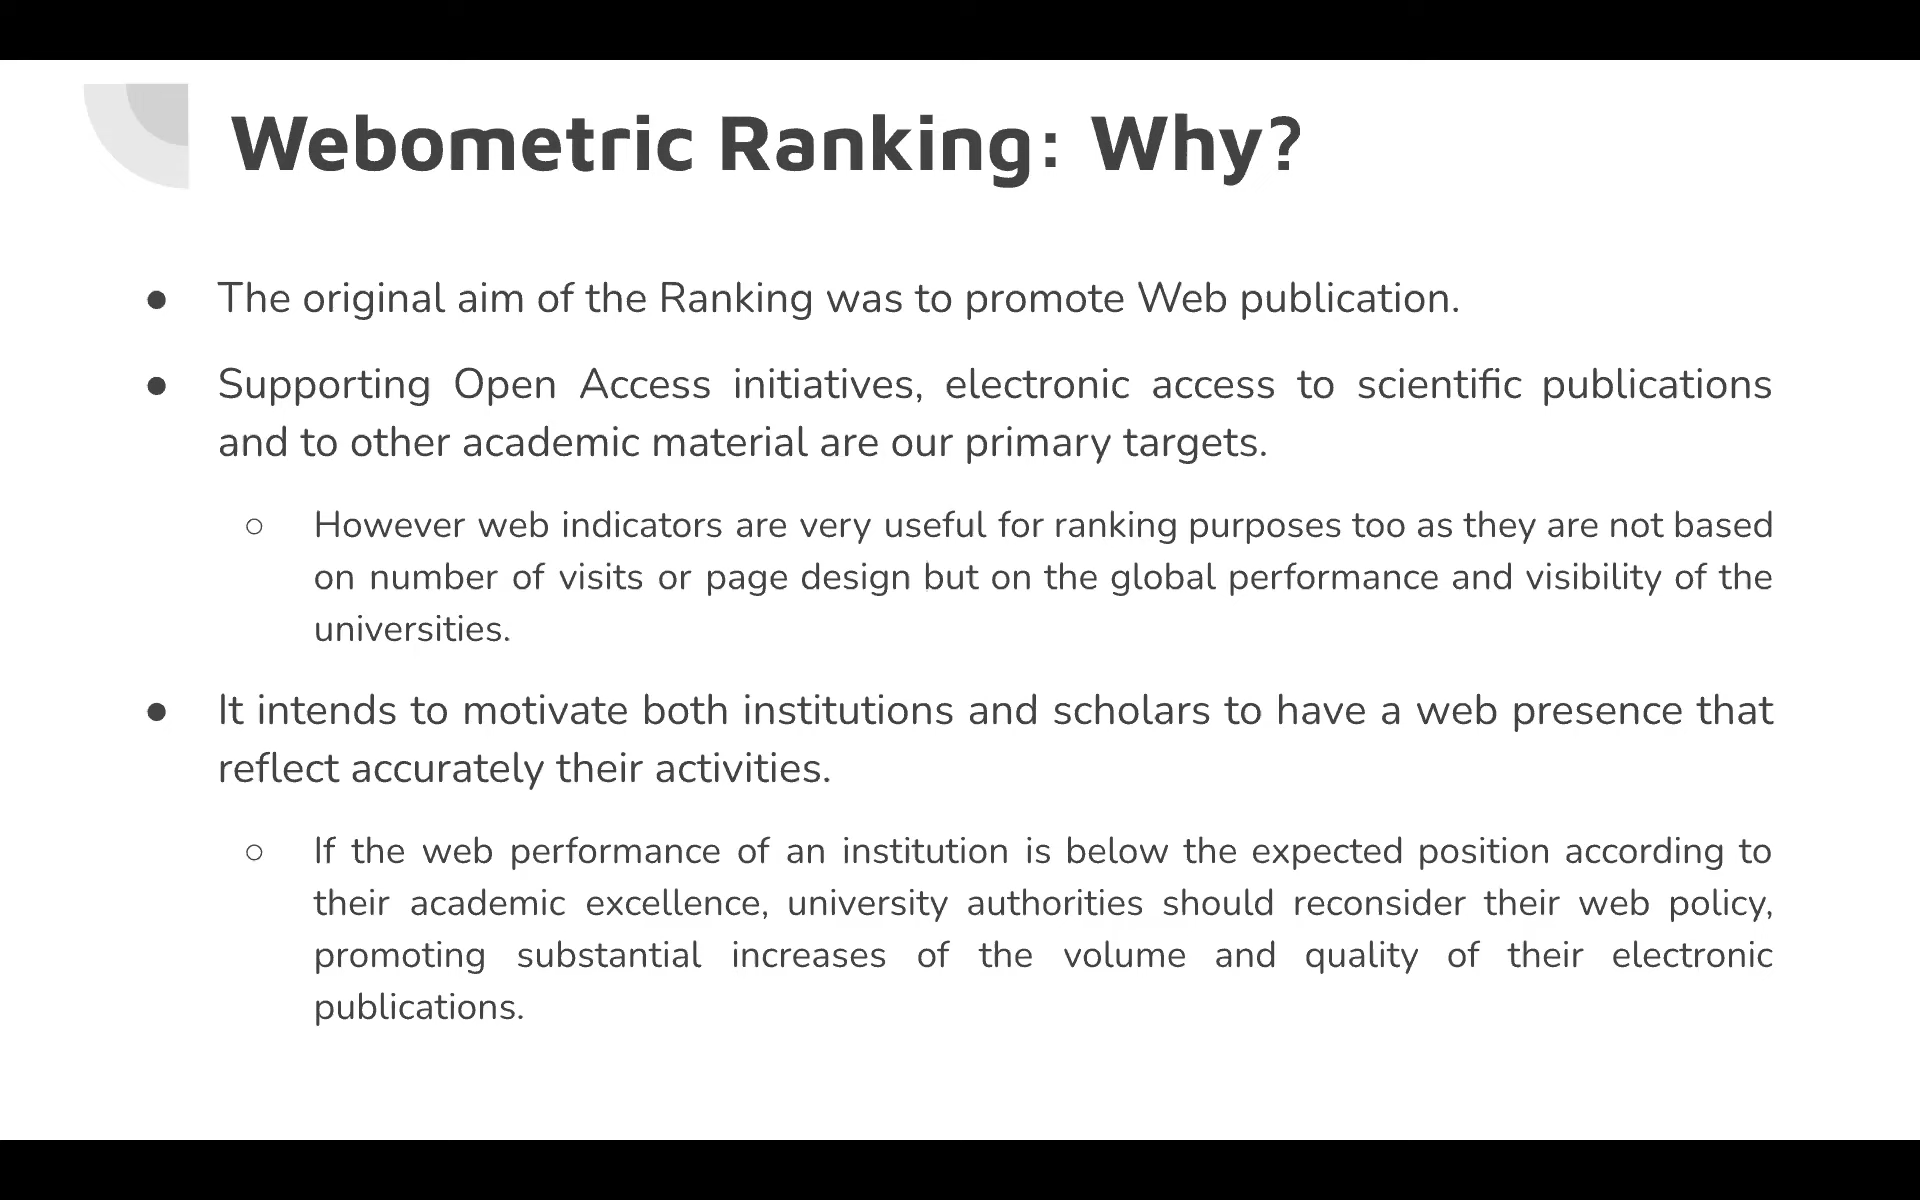 Webometric Ranking: Why?
● The original aim of the Ranking was to promote Web publication.
● Supporting Open Access initiatives, electronic access to scientific publications
and to other academic material are our primary targets.
○ However web indicators are very useful for ranking purposes too as they are not based
on number of visits or page design but on the global performance and visibility of the
universities.
● It intends to motivate both institutions and scholars to have a web presence that
reflect accurately their activities.
○ If the web performance of an institution is below the expected position according to
their academic excellence, university authorities should reconsider their web policy,
promoting substantial increases of the volume and quality of their electronic
publications.